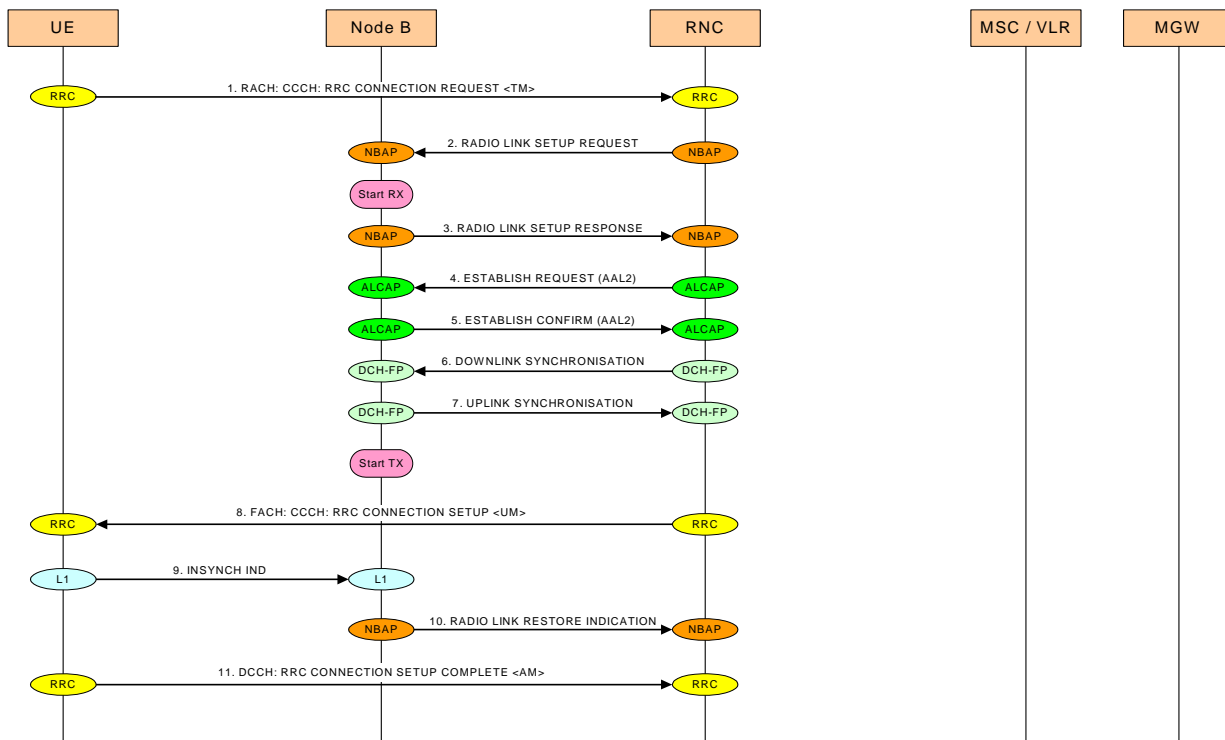 UE
Node B
RNC
MSC / VLR
MGW
RRC
1. RACH: CCCH: RRC CONNECTION REQUEST <TM>
RRC
NBAP
2. RADIO LINK SETUP REQUEST
NBAP
Start RX
NBAP
3. RADIO LINK SETUP RESPONSE
NBAP
ALCAP
4. ESTABLISH REQUEST (AAL2)
ALCAP
ALCAP
5. ESTABLISH CONFIRM (AAL2)
ALCAP
DCH-FP
6. DOWNLINK SYNCHRONISATION
DCH-FP
DCH-FP
7. UPLINK SYNCHRONISATION
DCH-FP
Start TX
RRC
8. FACH: CCCH: RRC CONNECTION SETUP <UM>
RRC
L1
9. INSYNCH IND
L1
NBAP
10. RADIO LINK RESTORE INDICATION
NBAP
RRC
11. DCCH: RRC CONNECTION SETUP COMPLETE <AM>
RRC